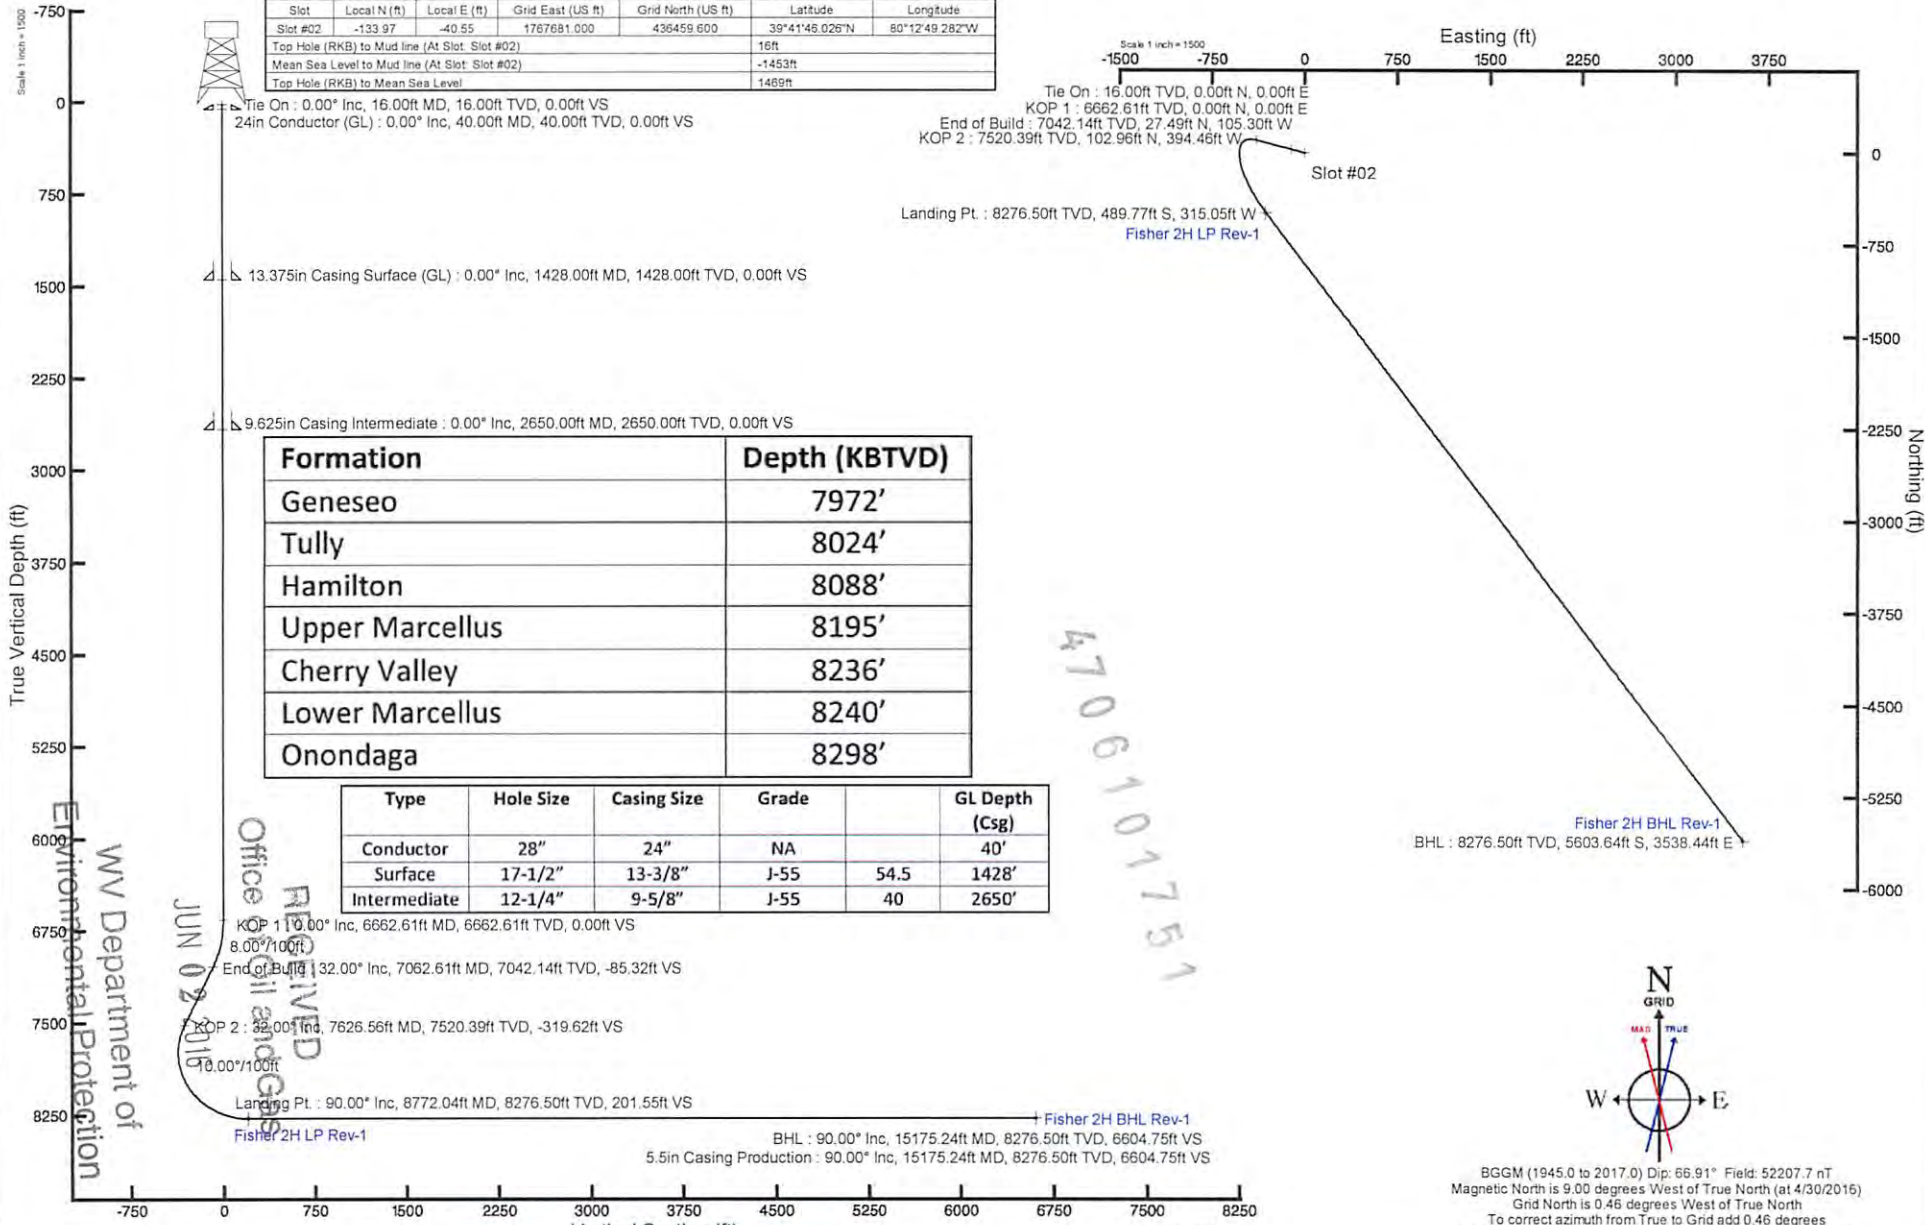 Slot Local N (ft) Local E (ft) Grid East (US ft) Grid North (US ft) Latitude Longitude
Slot #02 -133.97 -40.55 1767681.000 436459.600 39°41'46.026"N 80°12'49.282"W
Top Hole (RKB) to Mud line (At Slot: Slot #02) 16ft
Mean Sea Level to Mud line (At Slot: Slot #02) -1453ft
Top Hole (RKB) to Mean Sea Level 1469ft
Scale 1 inch = 1500
True Vertical Depth (ft)
-750
0
750
1500
2250
3000
3750
4500
5250
6000
6750
7500
8250
Tie On : 0.00° Inc, 16.00ft MD, 16.00ft TVD, 0.00ft VS
24in Conductor (GL) : 0.00° Inc, 40.00ft MD, 40.00ft TVD, 0.00ft VS
13.375in Casing Surface (GL) : 0.00° Inc, 1428.00ft MD, 1428.00ft TVD, 0.00ft VS
9.625in Casing Intermediate : 0.00° Inc, 2650.00ft MD, 2650.00ft TVD, 0.00ft VS
Formation Depth (KBTVD)
Geneseo 7972'
Tully 8024'
Hamilton 8088'
Upper Marcellus 8195'
Cherry Valley 8236'
Lower Marcellus 8240'
Onondaga 8298'
Type Hole Size Casing Size Grade GL Depth
(Csg)
Conductor 28" 24" NA 40'
Surface 17-1/2" 13-3/8" J-55 54.5 1428'
Intermediate 12-1/4" 9-5/8" J-55 40 2650'
KOP 1 : 0.00° Inc, 6662.61ft MD, 6662.61ft TVD, 0.00ft VS
8.00°/100ft
End of Build : 32.00° Inc, 7062.61ft MD, 7042.14ft TVD, -85.32ft VS
KOP 2 : 32.00° Inc, 7626.56ft MD, 7520.39ft TVD, -319.62ft VS
10.00°/100ft
Landing Pt. : 90.00° Inc, 8772.04ft MD, 8276.50ft TVD, 201.55ft VS
Fisher 2H LP Rev-1
Fisher 2H BHL Rev-1
BHL : 90.00° Inc, 15175.24ft MD, 8276.50ft TVD, 6604.75ft VS
5.5in Casing Production : 90.00° Inc, 15175.24ft MD, 8276.50ft TVD, 6604.75ft VS
-750 0 750 1500 2250 3000 3750 4500 5250 6000 6750 7500 8250
RECEIVED
Office of Oil and Gas
JUN 02 2016
WV Department of
Environmental Protection
4706101751
Scale 1 inch = 1500
Easting (ft)
-1500 -750 0 750 1500 2250 3000 3750
Tie On : 16.00ft TVD, 0.00ft N, 0.00ft E
KOP 1 : 6662.61ft TVD, 0.00ft N, 0.00ft E
End of Build : 7042.14ft TVD, 27.49ft N, 105.30ft W
KOP 2 : 7520.39ft TVD, 102.96ft N, 394.46ft W
Slot #02
Landing Pt. : 8276.50ft TVD, 489.77ft S, 315.05ft W
Fisher 2H LP Rev-1
Fisher 2H BHL Rev-1
BHL : 8276.50ft TVD, 5603.64ft S, 3538.44ft E
0
-750
-1500
-2250
-3000
-3750
-4500
-5250
-6000
Northing (ft)
N
GRID
MAG TRUE
W E
BGGM (1945.0 to 2017.0) Dip: 66.91° Field: 52207.7 nT
Magnetic North is 9.00 degrees West of True North (at 4/30/2016)
Grid North is 0.46 degrees West of True North
To correct azimuth from True to Grid add 0.46 degrees